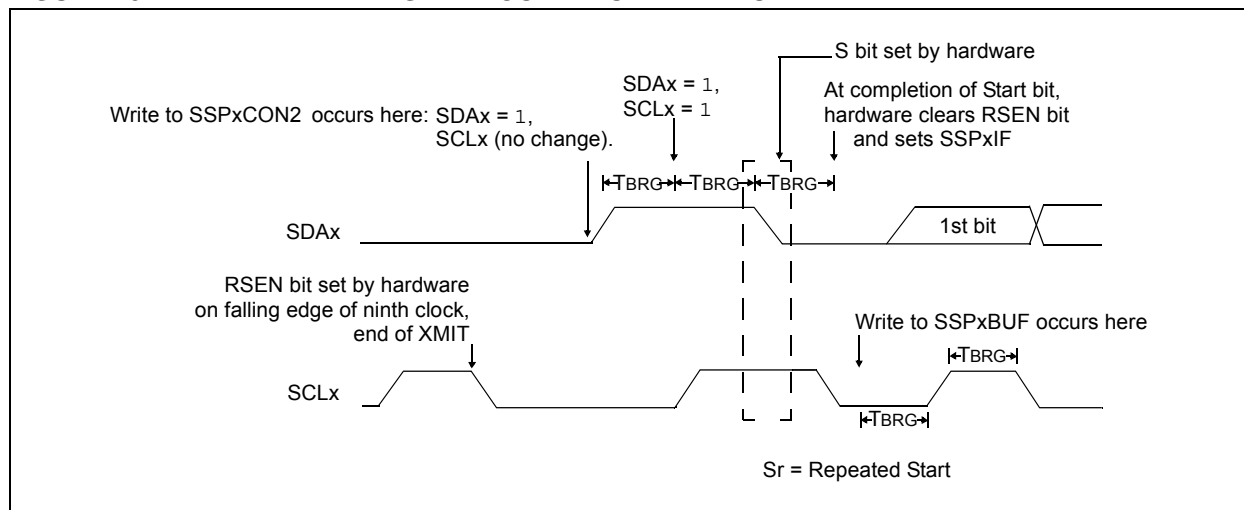 S bit set by hardware
SDAx = 1,
SCLx = 1
At completion of Start bit,
hardware clears RSEN bit
and sets SSPxIF
Write to SSPxCON2 occurs here: SDAx = 1,
SCLx (no change).
TBRG
TBRG
TBRG
SDAx
1st bit
RSEN bit set by hardware
on falling edge of ninth clock,
end of XMIT
Write to SSPxBUF occurs here
TBRG
SCLx
TBRG
Sr = Repeated Start